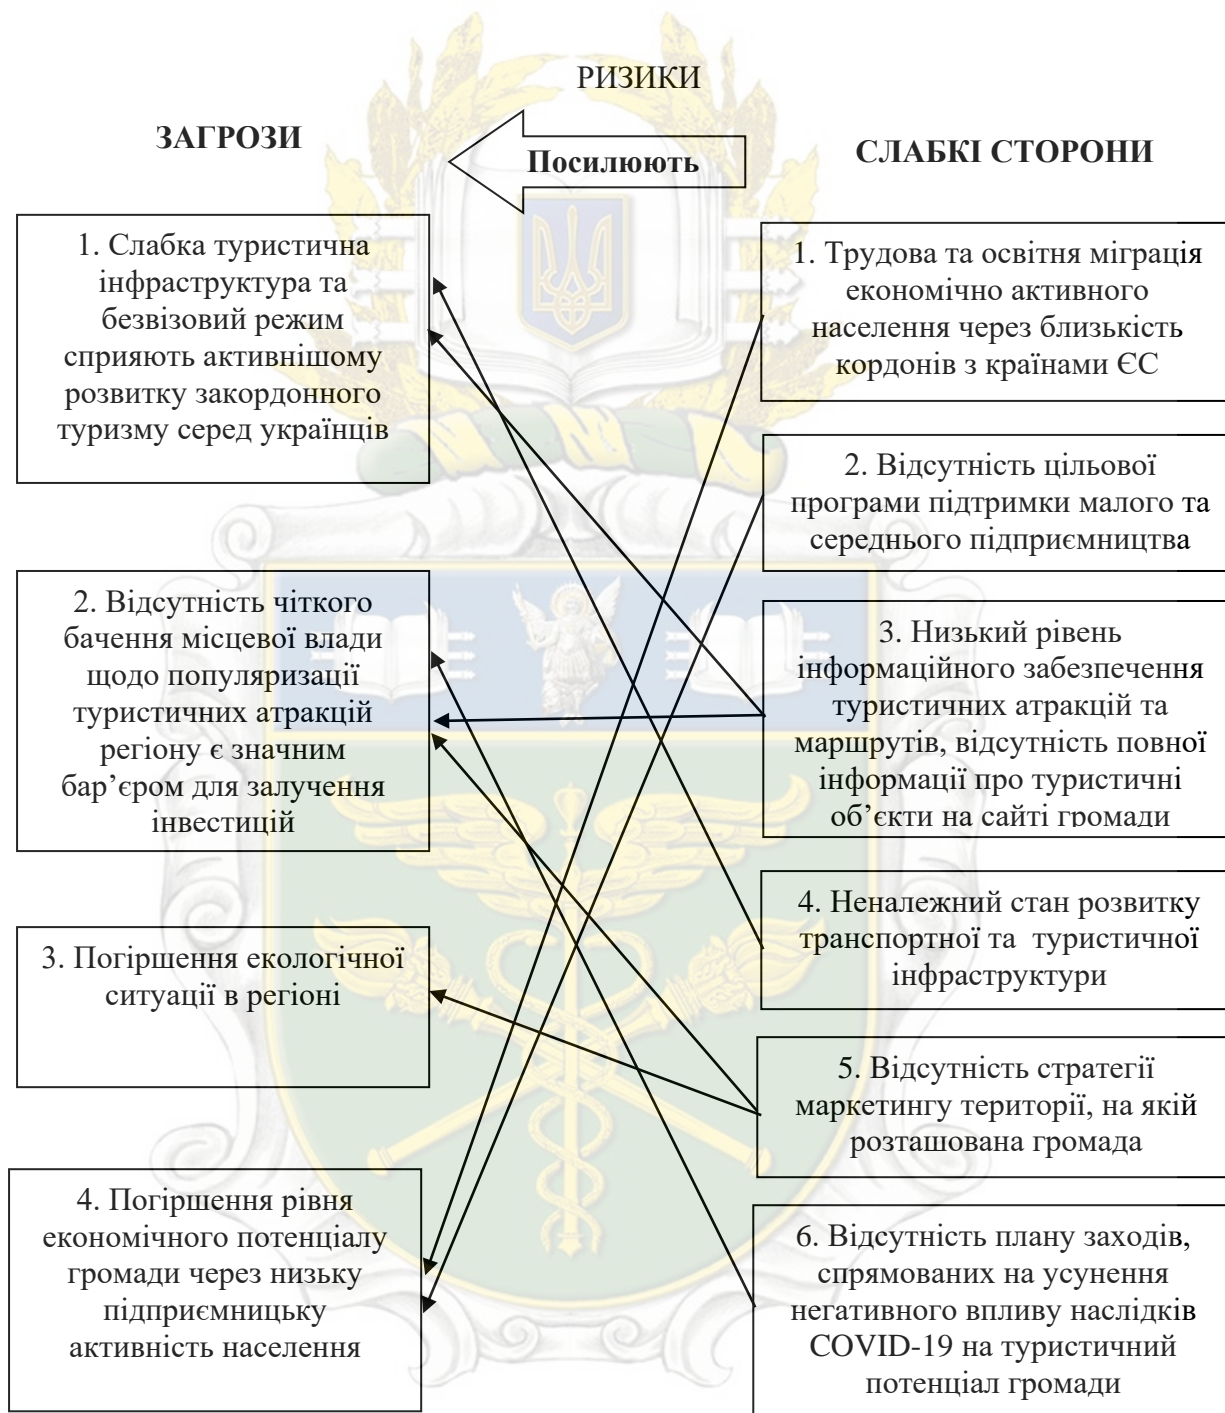 РИЗИКИ
ЗАГРОЗИ
Посилюють
СЛАБКІ СТОРОНИ
1. Слабка туристична
інфраструктура та
безвізовий режим
сприяють активнішому
розвитку закордонного
туризму серед українців
2. Відсутність чіткого
бачення місцевої влади
щодо популяризації
туристичних атракцій
регіону є значним
бар’єром для залучення
інвестицій
3. Погіршення екологічної
ситуації в регіоні
4. Погіршення рівня
економічного потенціалу
громади через низьку
підприємницьку
активність населення
1. Трудова та освітня міграція
економічно активного
населення через близькість
кордонів з країнами ЄС
2. Відсутність цільової
програми підтримки малого та
середнього підприємництва
3. Низький рівень
інформаційного забезпечення
туристичних атракцій та
маршрутів, відсутність повної
інформації про туристичні
об’єкти на сайті громади
4. Неналежний стан розвитку
транспортної та туристичної
інфраструктури
5. Відсутність стратегії
маркетингу території, на якій
розташована громада
6. Відсутність плану заходів,
спрямованих на усунення
негативного впливу наслідків
COVID-19 на туристичний
потенціал громади